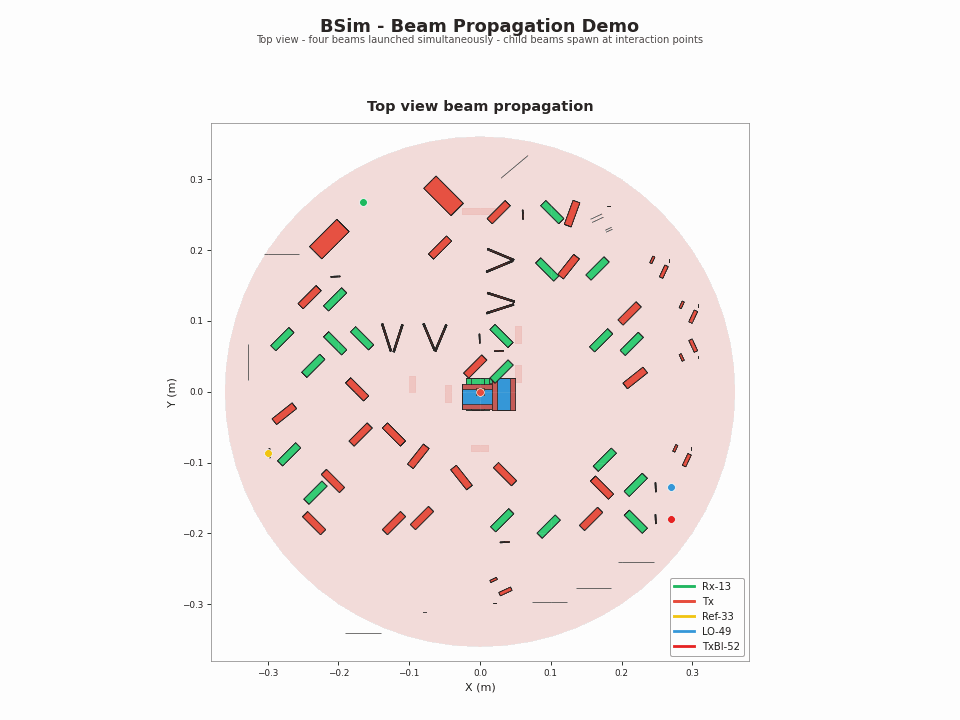 BSim - Beam Propagation Demo
Top view - four beams launched simultaneously - child beams spawn at interaction points
Top view beam propagation
Y (m)
0.3
0.2
0.1
0.0
−0.1
−0.2
−0.3
Rx-13
Tx
Ref-33
LO-49
TxBI-52
−0.3 −0.2 −0.1 0.0 0.1 0.2 0.3
X (m)